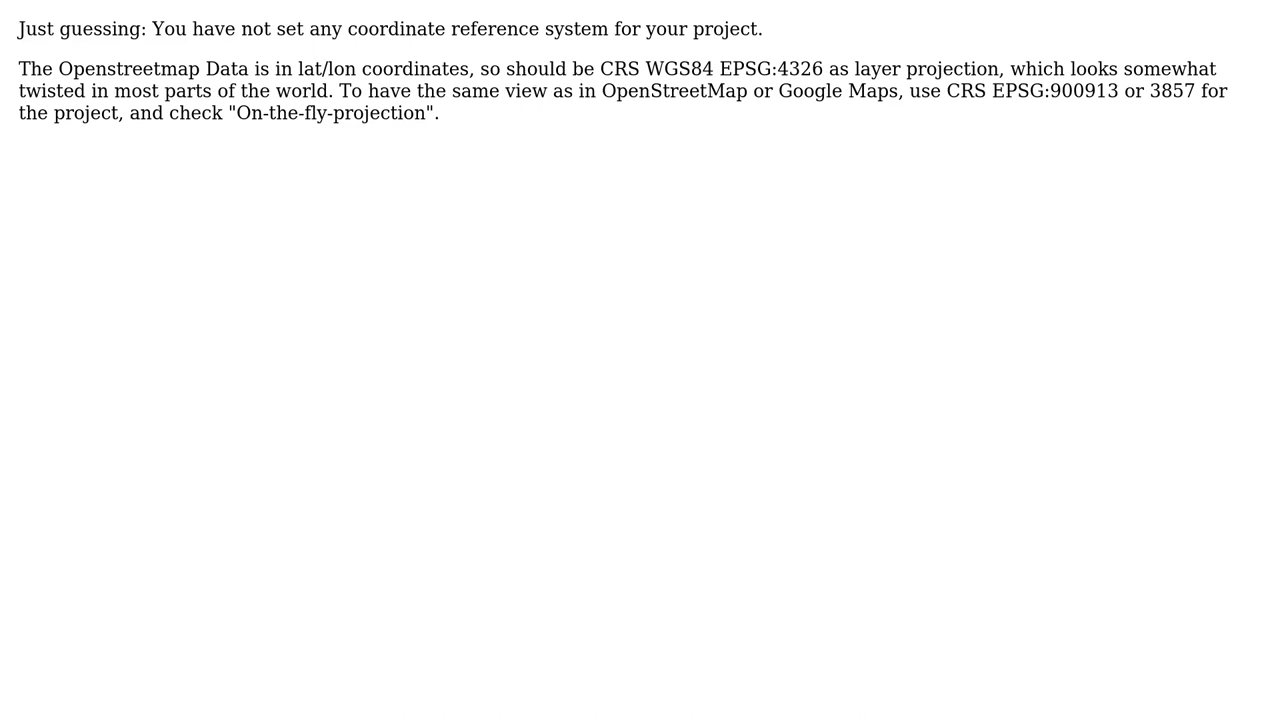 Just guessing: You have not set any coordinate reference system for your project.
The Openstreetmap Data is in lat/lon coordinates, so should be CRS WGS84 EPSG:4326 as layer projection, which looks somewhat
twisted in most parts of the world. To have the same view as in OpenStreetMap or Google Maps, use CRS EPSG:900913 or 3857 for
the project, and check "On-the-fly-projection".